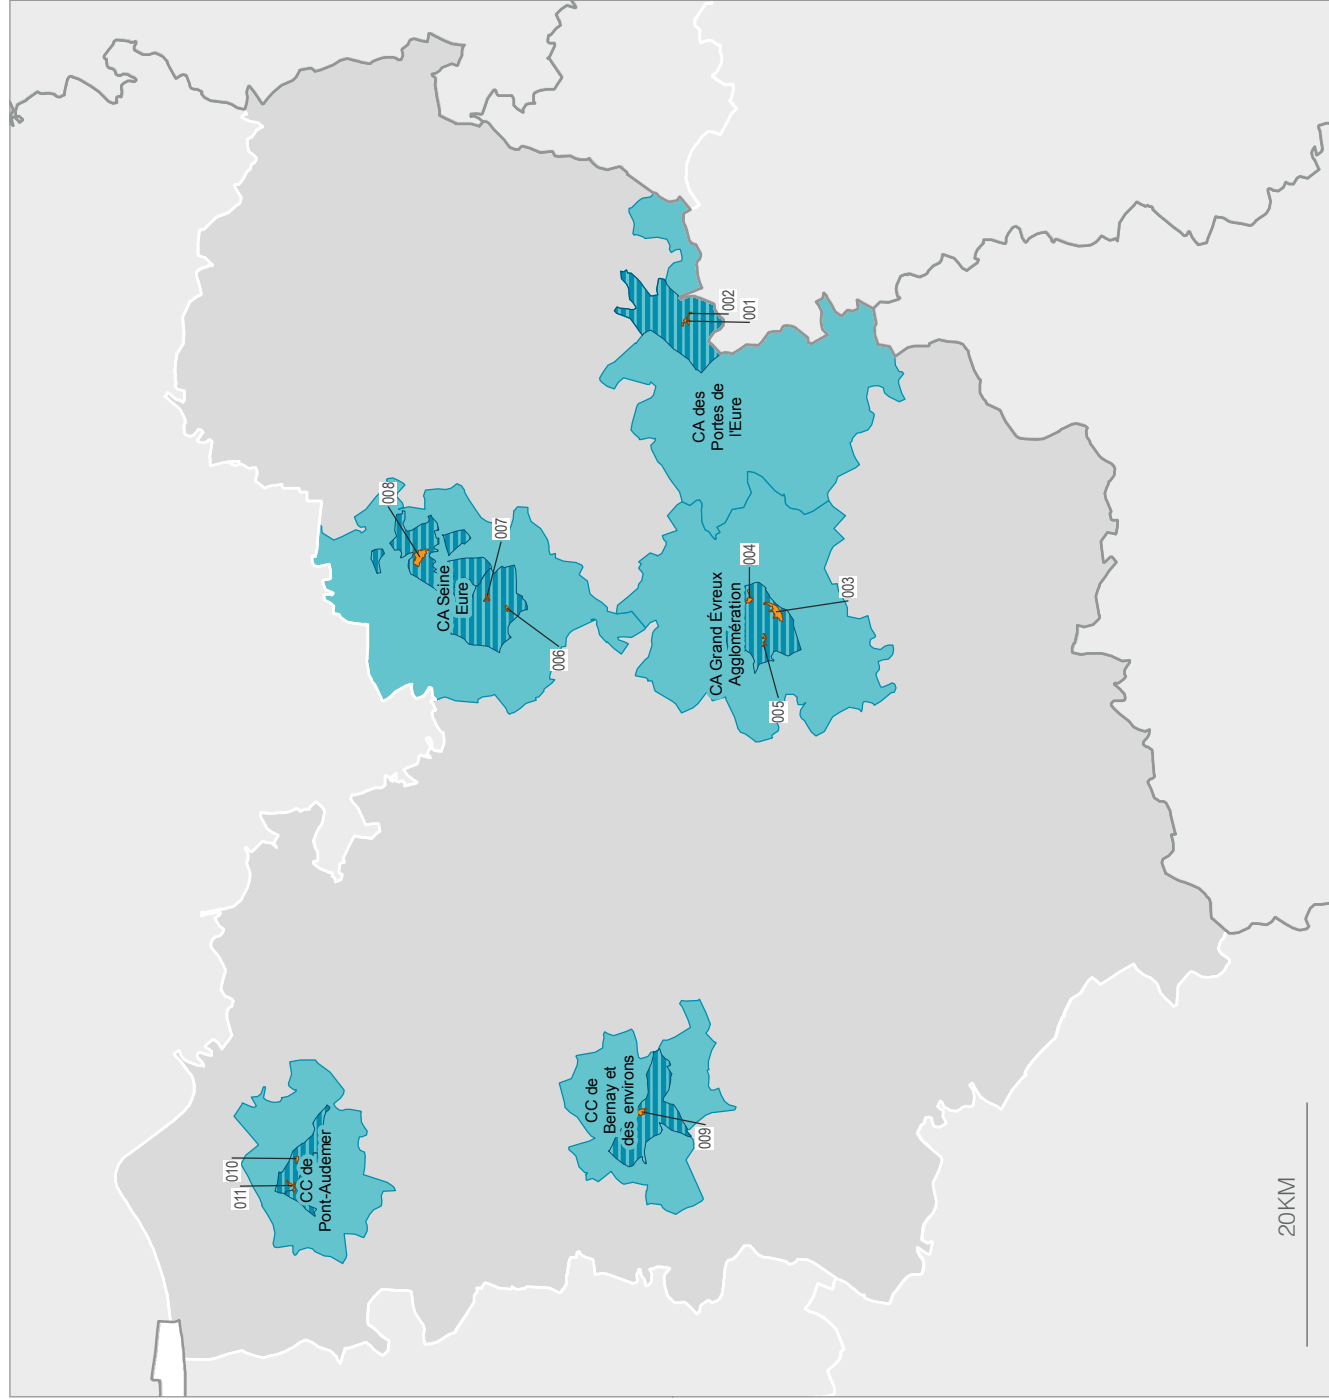 011
010
CC de
Pont-Audemer
008
CA Seine
Eure
007
006
CC de
Bernay et
des environs
009
002
001
CA des
Portes de
l'Eure
CA Grand Évreux
Agglomération
004
003
005
20KM